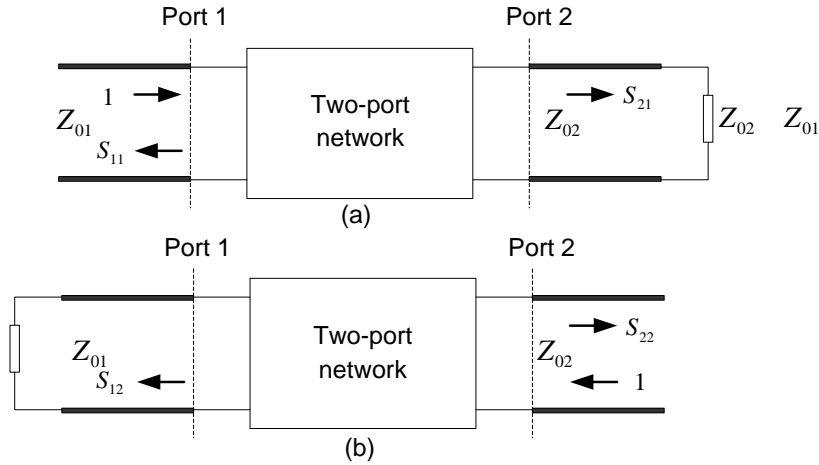 Port 1
Port 2
1
Z01
S11
Two-port
network
Z02
S21
Z02
Z01
(a)
Port 1
Port 2
Z01
S12
Two-port
network
Z02
S22
1
(b)